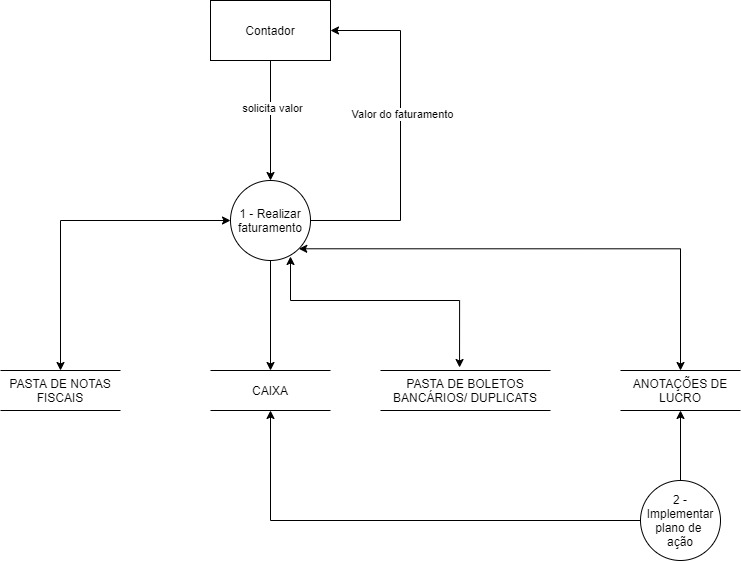 Contador
solicita valor
Valor do faturamento
1 - Realizar
faturamento
PASTA DE NOTAS
FISCAIS
CAIXA
PASTA DE BOLETOS
BANCÁRIOS/ DUPLICATS
ANOTAÇÕES DE
LUCRO
2 -
Implementar
plano de
ação